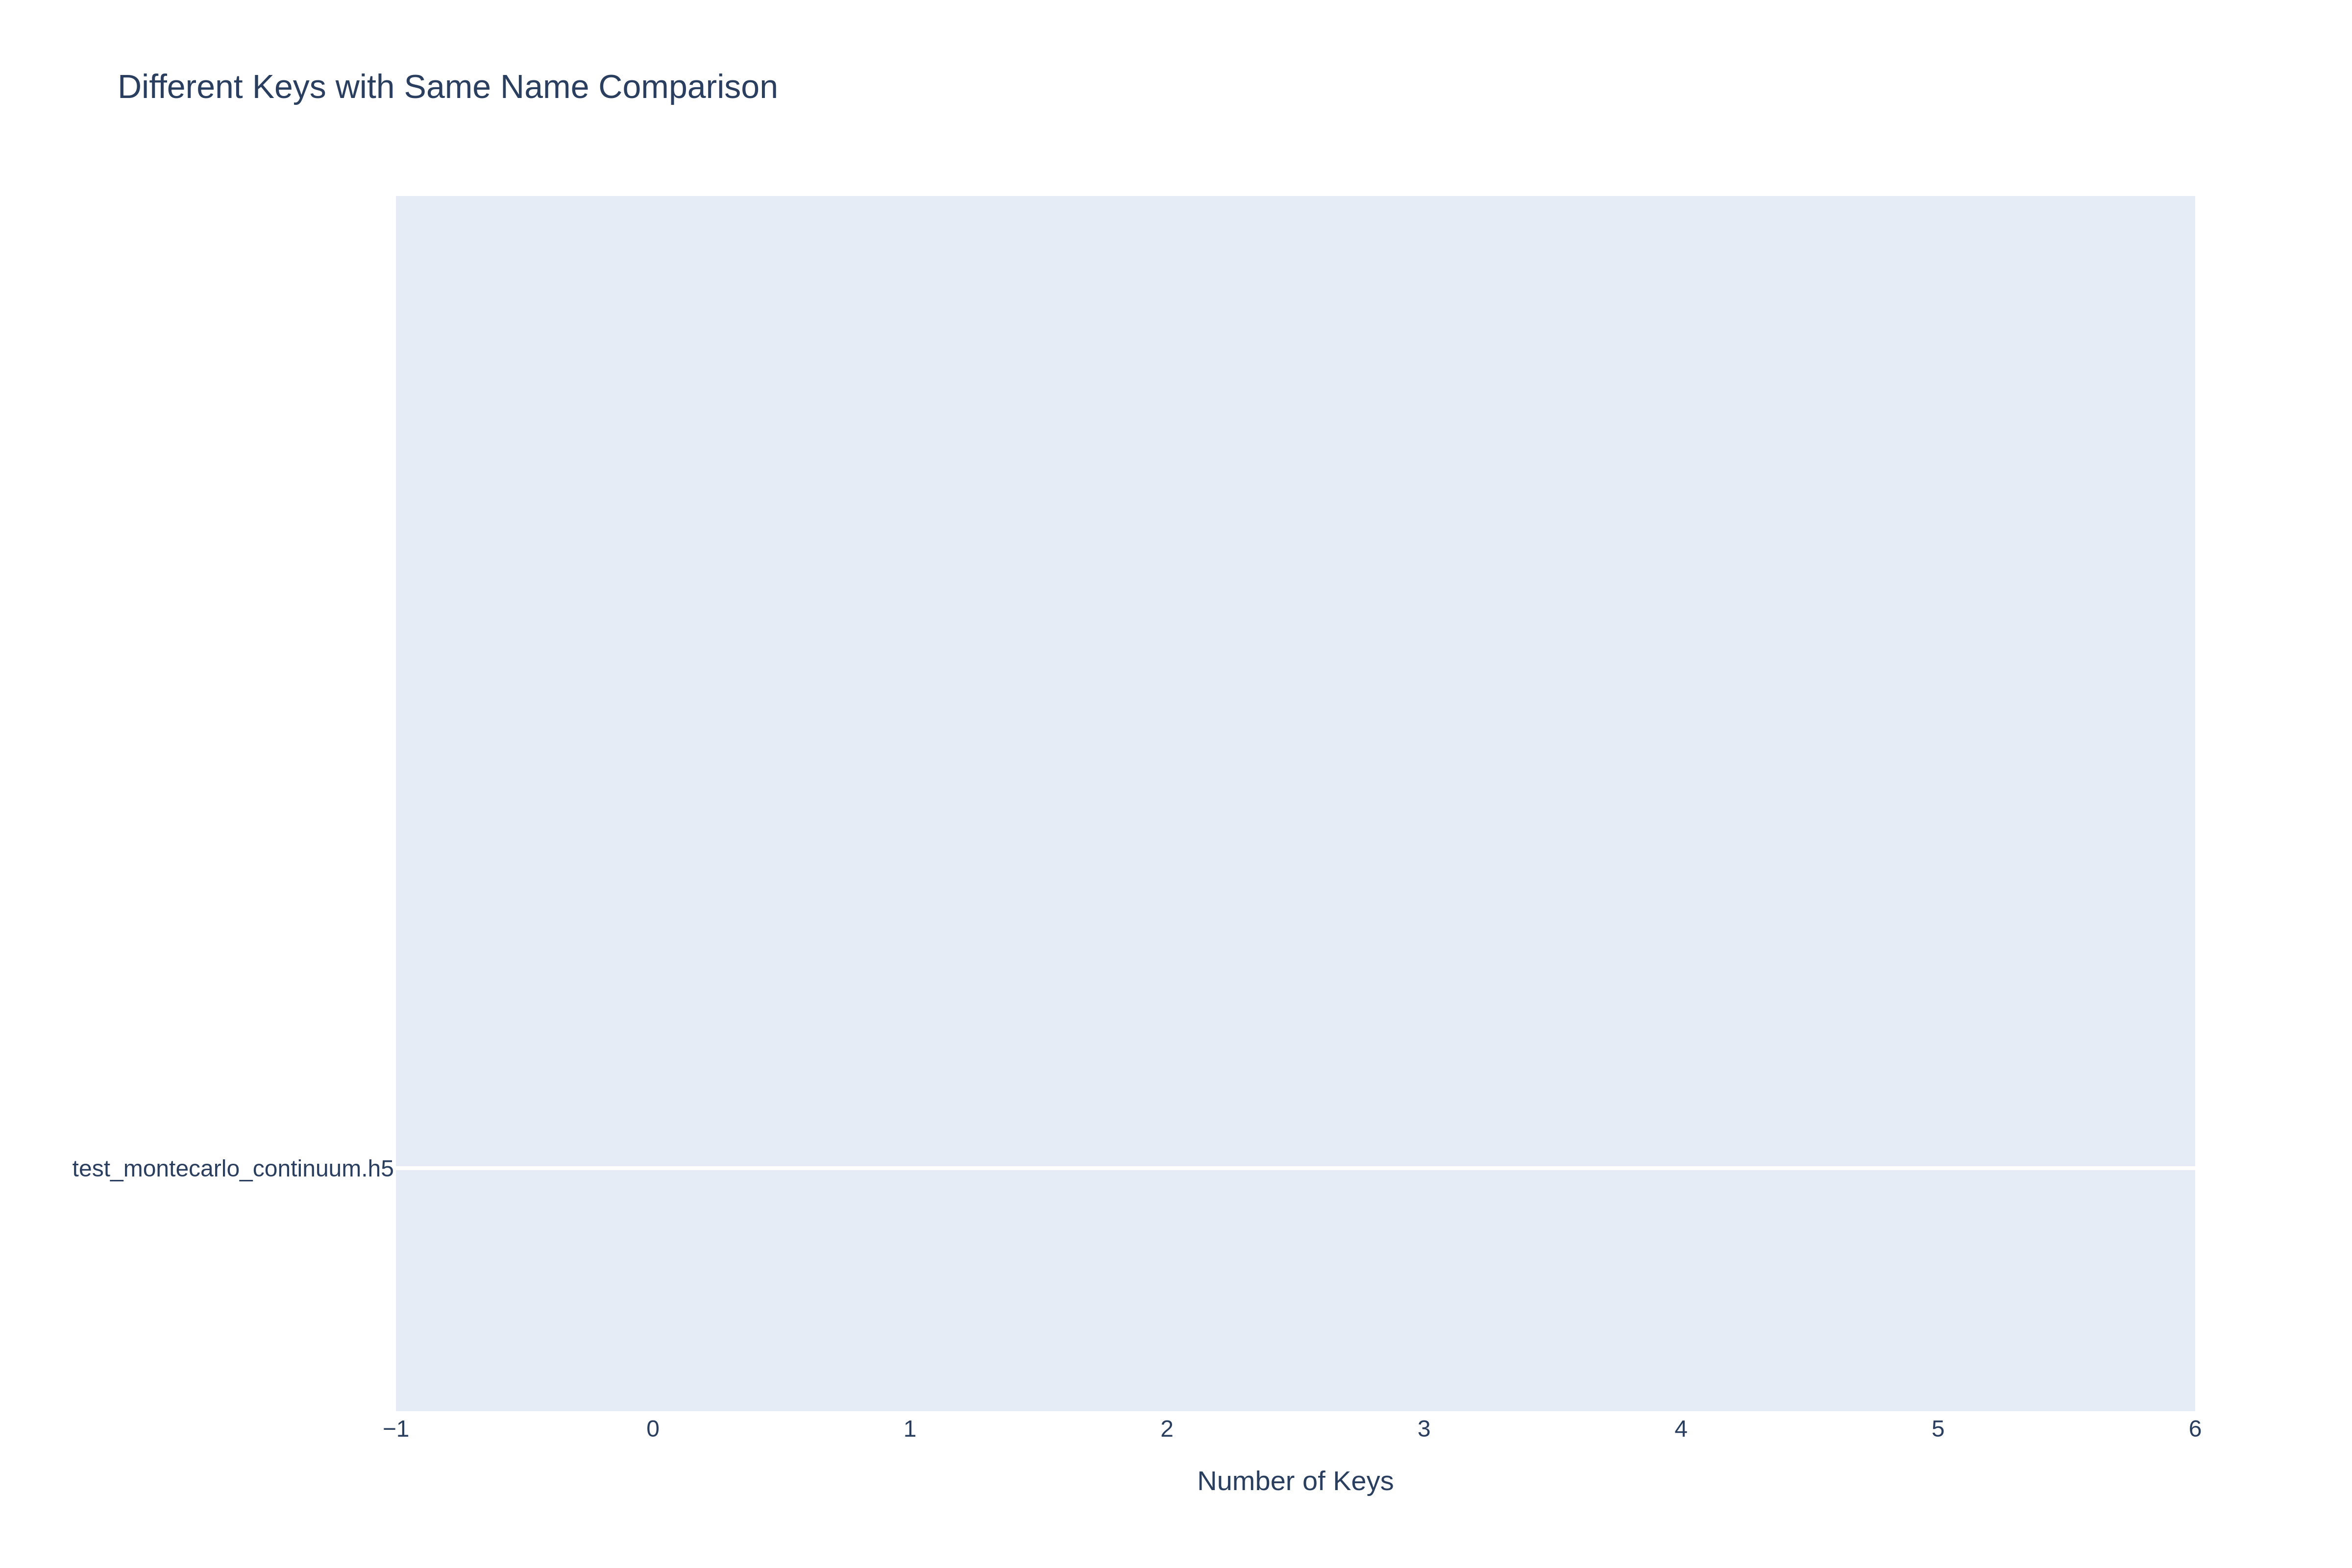 Different Keys with Same Name Comparison
test_montecarlo_continuum.h5
−1 0 1 2 3 4 5 6
Number of Keys